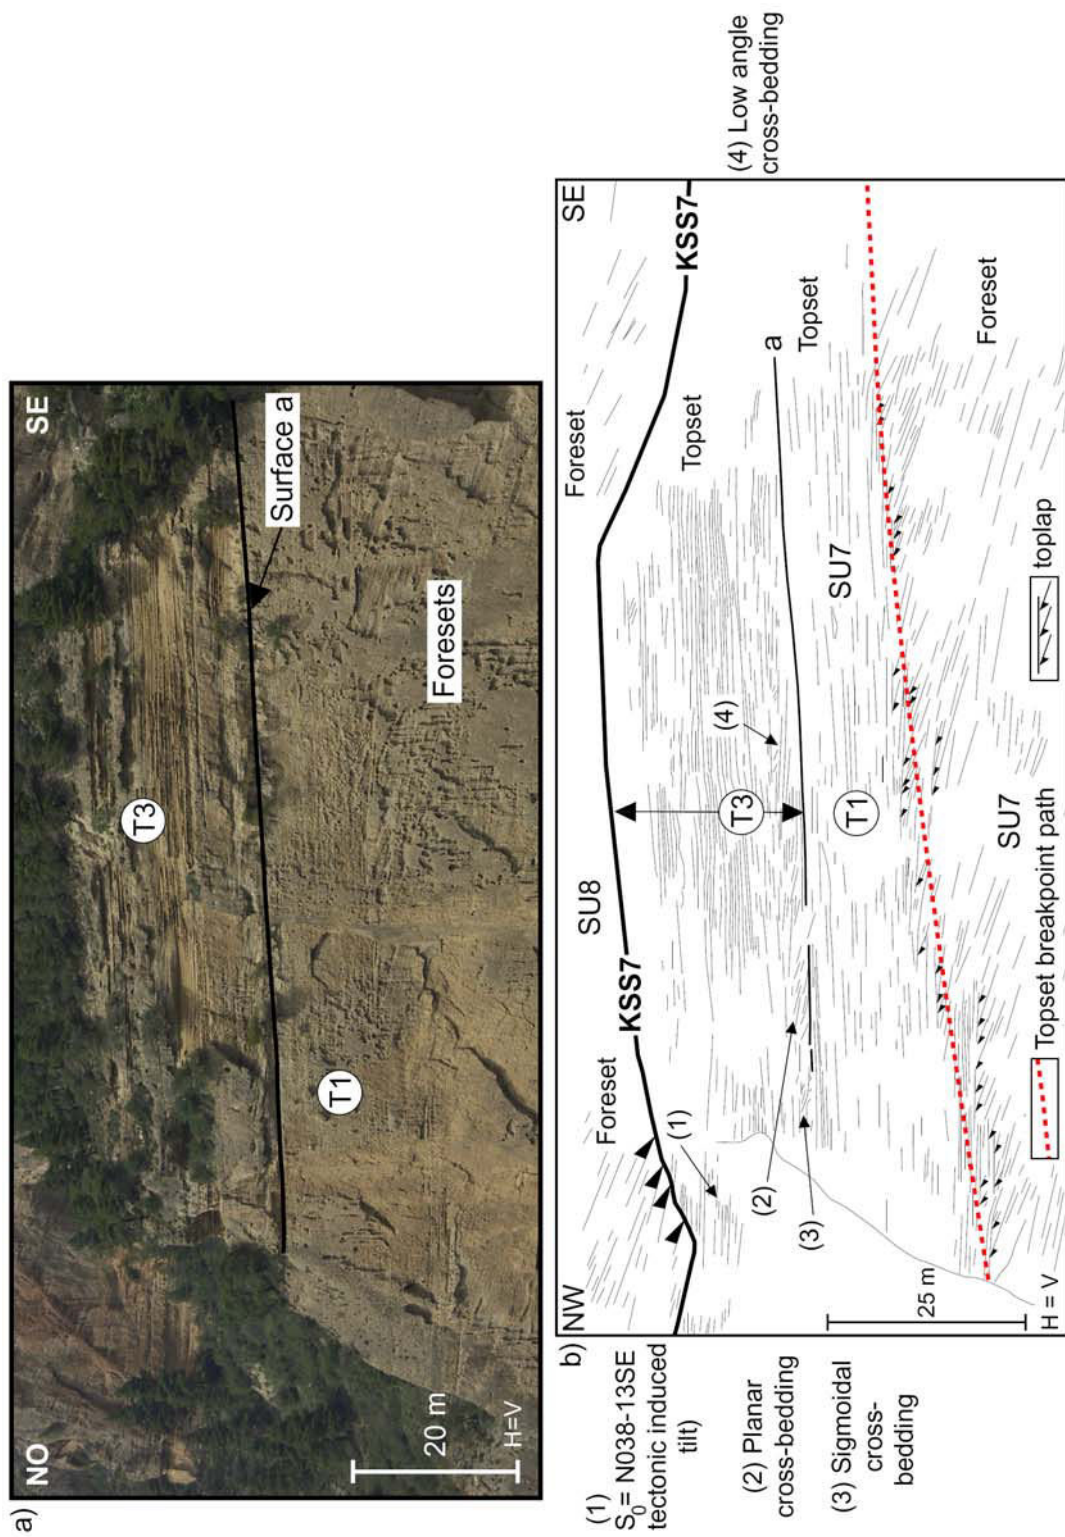 a)
NO
SE
T3
Surface a
T1
Foresets
20 m
H=V
b)
NW
SE
Foreset
SU8
Foreset
KSS7
KSS7
(1)
Topset
T3
(4)
a
(2)
Topset
(3)
T1
SU7
25 m
Foreset
SU7
H = V
Topset breakpoint path
toplap
(1)
S0= N038-13SE
tectonic induced
tilt)
(2) Planar
cross-bedding
(3) Sigmoidal
cross-
bedding
(4) Low angle
cross-bedding